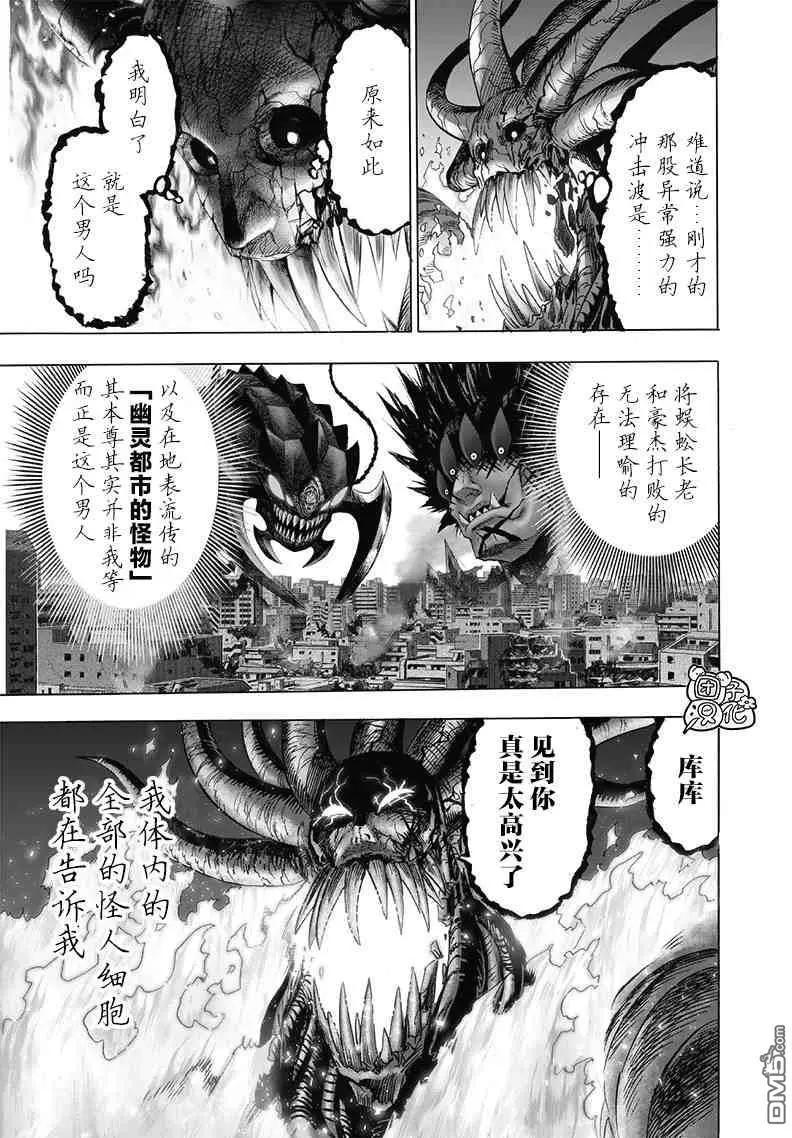 难道说…刚才的
那股异常强力的
冲击波是………
原来如此
我明白了
就是
这个男人吗
将蜈蚣长老
和豪杰打败的
无法理喻的
存在——
以及在地表流传的
「幽灵都市的怪物」
其本尊其实并非我等
而正是这个男人
库库
见到你
真是太高兴了
我体内的
全部的怪人细胞
都在告诉我
DM5.com